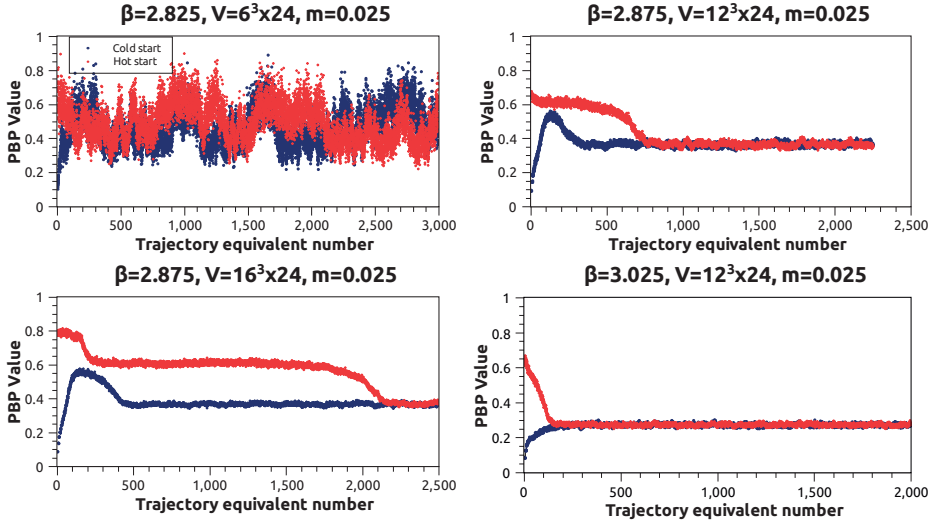 β=2.825, V=6³x24, m=0.025
PBP Value
1
0.8
0.6
0.4
0.2
0
Cold start
Hot start
0 500 1,000 1,500 2,000 2,500 3,000
Trajectory equivalent number
β=2.875, V=12³x24, m=0.025
PBP Value
1
0.8
0.6
0.4
0.2
0
0 500 1,000 1,500 2,000 2,500
Trajectory equivalent number
β=2.875, V=16³x24, m=0.025
PBP Value
1
0.8
0.6
0.4
0.2
0
0 500 1,000 1,500 2,000 2,500
Trajectory equivalent number
β=3.025, V=12³x24, m=0.025
PBP Value
1
0.8
0.6
0.4
0.2
0
0 500 1,000 1,500 2,000
Trajectory equivalent number